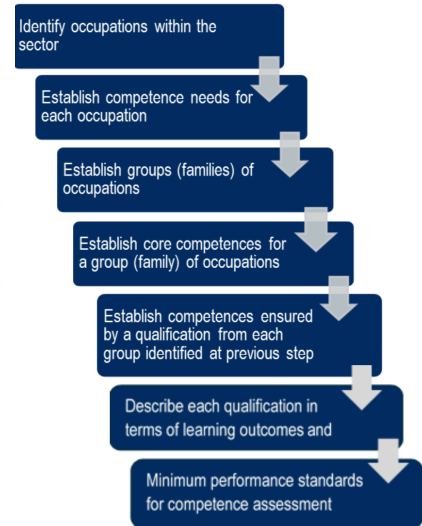 Identify occupations within the
sector
Establish competence needs for
each occupation
Establish groups (families) of
occupations
Establish core competences for
a group (family) of occupations
Establish competences ensured
by a qualification from each
group identified at previous step
Describe each qualification in
terms of learning outcomes and
Minimum performance standards
for competence assessment